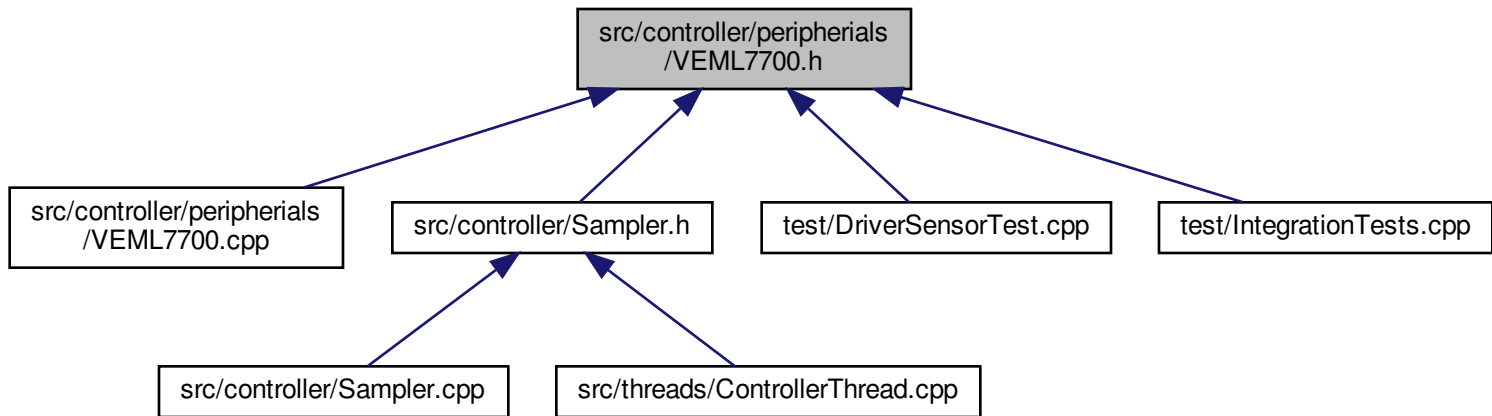 src/controller/peripherials
/VEML7700.h
src/controller/peripherials
/VEML7700.cpp
src/controller/Sampler.h
test/DriverSensorTest.cpp
test/IntegrationTests.cpp
src/controller/Sampler.cpp
src/threads/ControllerThread.cpp